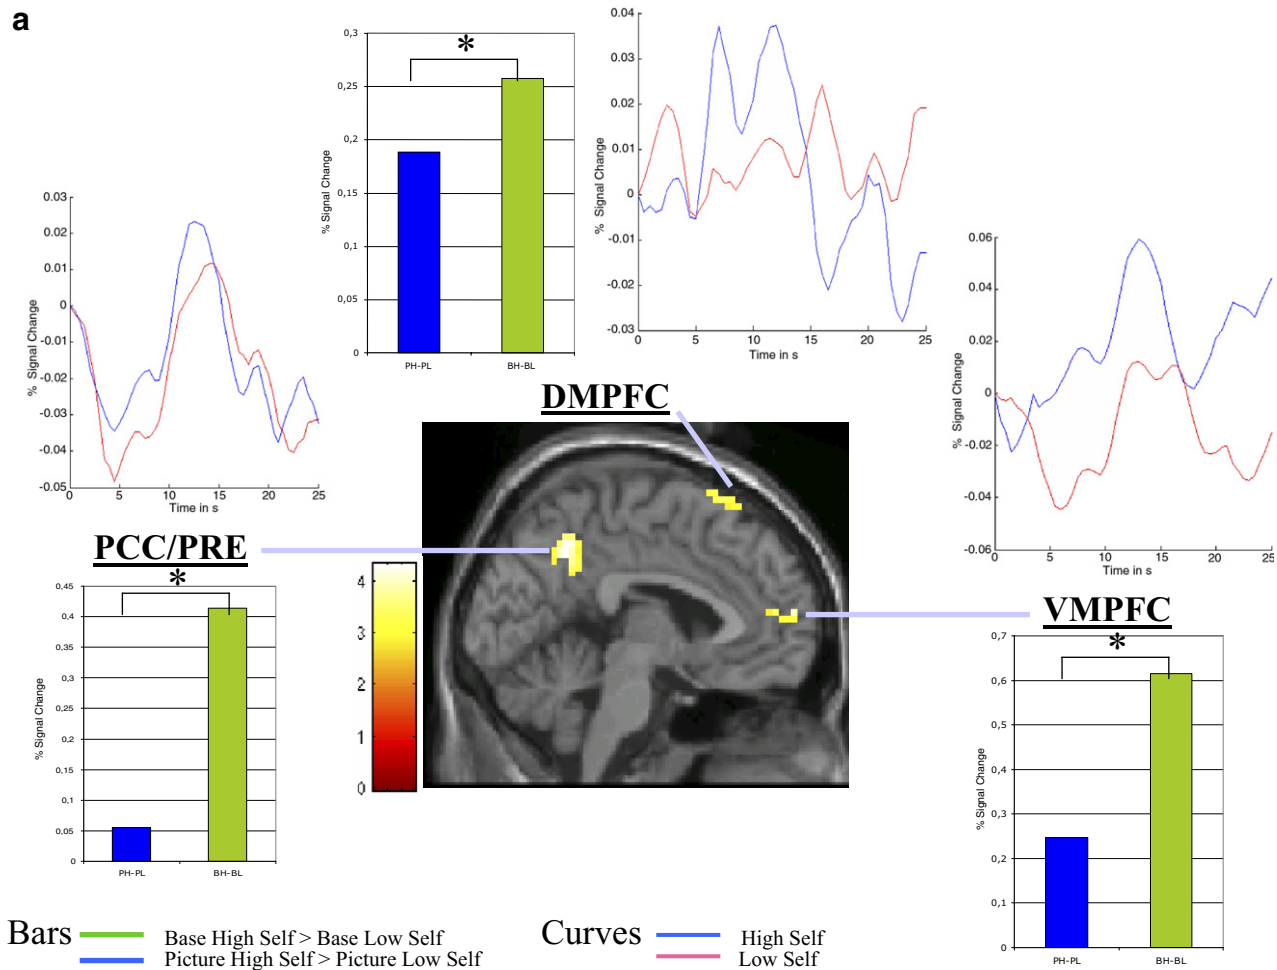 a
0,3
0,25
0,2
0,15
0,1
0,05
0
% Signal Change
*
PH-PL BH-BL
0.04
0.03
0.02
0.01
0
-0.01
-0.02
-0.03
% Signal Change
0 5 10 15 20 25
Time in s
0.03
0.02
0.01
0
-0.01
-0.02
-0.03
-0.04
-0.05
% Signal Change
0 5 10 15 20 25
Time in s
0.06
0.04
0.02
0
-0.02
-0.04
-0.06
% Signal Change
0 5 10 15 20 25
Time in s
DMPFC
PCC/PRE
VMPFC
4
3
2
1
0
*
0,45
0,4
0,35
0,3
0,25
0,2
0,15
0,1
0,05
0
% Signal Change
PH-PL BH-BL
*
0,7
0,6
0,5
0,4
0,3
0,2
0,1
0
% Signal Change
PH-PL BH-BL
Bars
Base High Self > Base Low Self
Picture High Self > Picture Low Self
Curves
High Self
Low Self